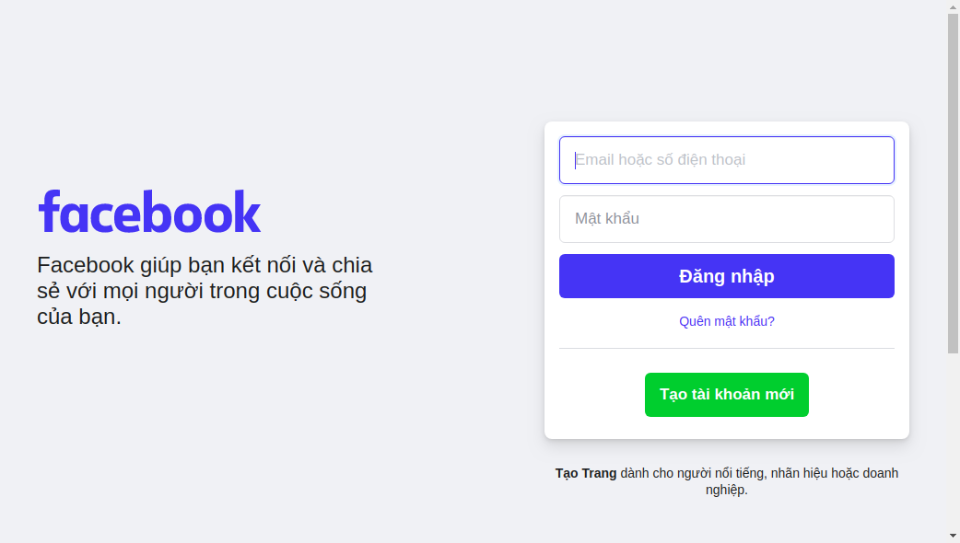 facebook
Facebook giúp bạn kết nối và chia
sẻ với mọi người trong cuộc sống
của bạn.
Email hoặc số điện thoại
Mật khẩu
Đăng nhập
Quên mật khẩu?
Tạo tài khoản mới
Tạo Trang dành cho người nổi tiếng, nhãn hiệu hoặc doanh
nghiệp.